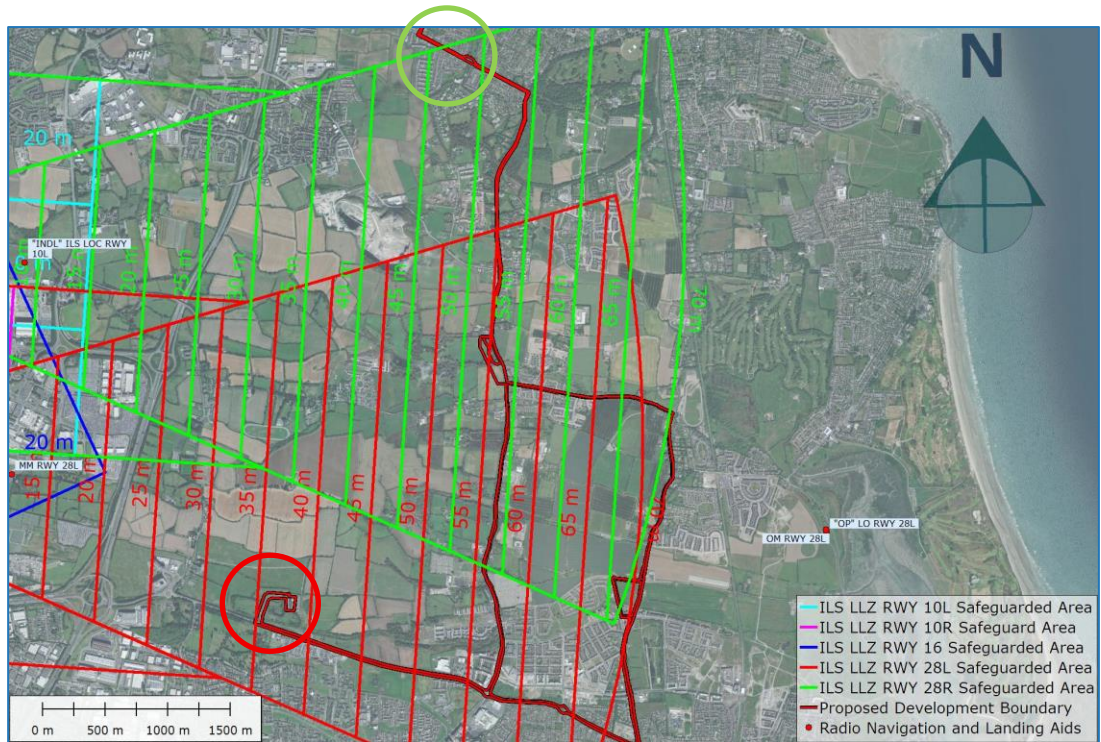 N
20 m
"INDL" ILS LOC RWY
10L
20 m
25 m
30 m
35 m
40 m
45 m
50 m
55 m
60 m
65 m
70 m
20 m
MM RWY 28L
15 m
20 m
25 m
30 m
35 m
40 m
45 m
50 m
55 m
60 m
65 m
70 m
"OP" LO RWY 28L
OM RWY 28L
ILS LLZ RWY 10L Safeguarded Area
ILS LLZ RWY 10R Safeguard Area
ILS LLZ RWY 16 Safeguarded Area
ILS LLZ RWY 28L Safeguarded Area
ILS LLZ RWY 28R Safeguarded Area
Proposed Development Boundary
Radio Navigation and Landing Aids
0 m 500 m 1000 m 1500 m